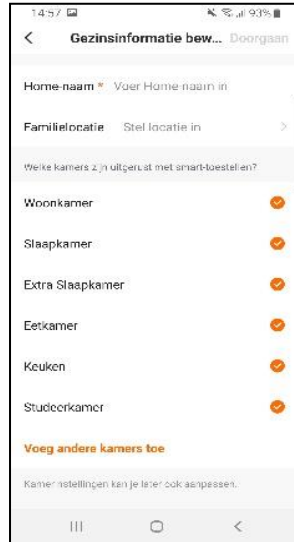 14:57 93%
Gezinsinformatie bew... Doorgaan
Home-naam * Voer Home-naam in
Familielocatie Stel locatie in
Welke kamers zijn uitgerust met smart-toestellen?
Woonkamer
Slaapkamer
Extra Slaapkamer
Eetkamer
Keuken
Studeerkamer
Voeg andere kamers toe
Kamerinstellingen kan je later ook aanpassen.